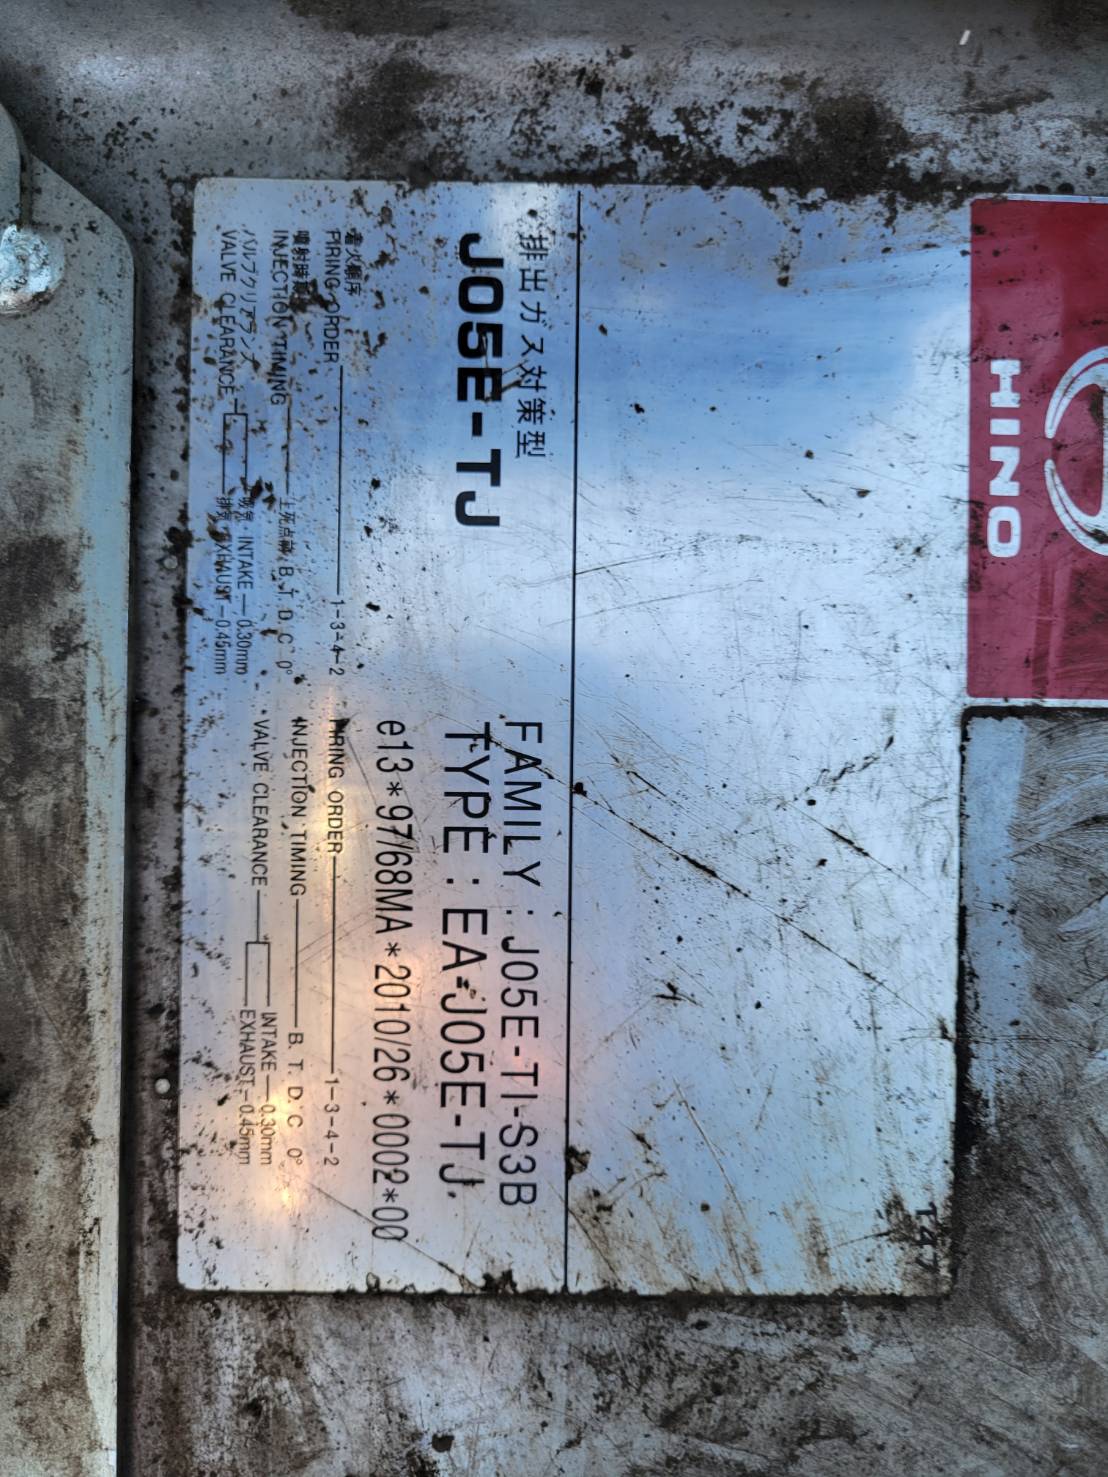 HINO
T47
排出ガス対策型
J05E-TJ
着火順序
FIRING ORDER 1-3-4-2
噴射時期
INJECTION TIMING 上死点前 B.T.D.C 0°
バルブクリアランス 吸気 INTAKE 0.30mm
VALVE CLEARANCE 排気 EXHAUST 0.45mm
FAMILY : J05E-TI-S3B
TYPE : EA-J05E-TJ
e13*97/68MA*2010/26*0002*00
FIRING ORDER 1-3-4-2
INJECTION TIMING B.T.D.C 0°
VALVE CLEARANCE INTAKE 0.30mm
EXHAUST 0.45mm